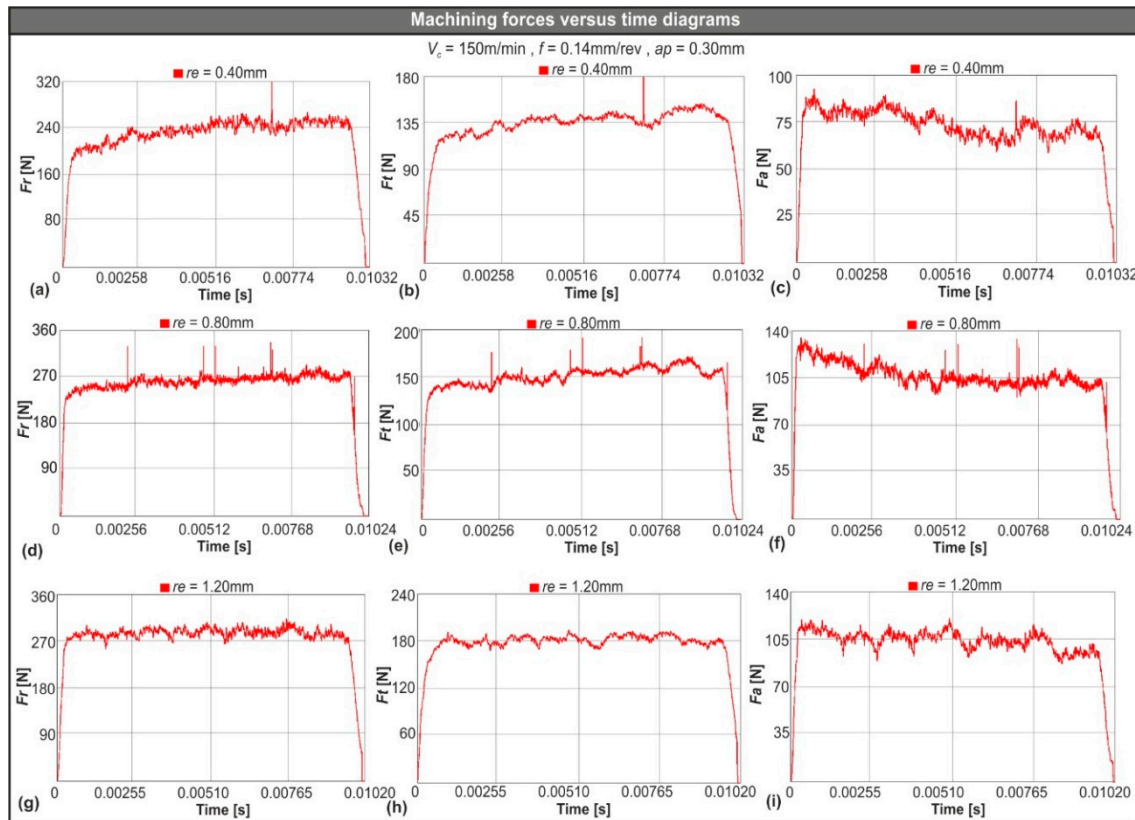 Machining forces versus time diagrams
Vc = 150m/min , f = 0.14mm/rev , ap = 0.30mm
re = 0.40mm
320
240
160
80
Fr [N]
0 0.00258 0.00516 0.00774 0.01032
Time [s]
(a)
re = 0.40mm
180
135
90
45
Ft [N]
0 0.00258 0.00516 0.00774 0.01032
Time [s]
(b)
re = 0.40mm
100
75
50
25
Fa [N]
0 0.00258 0.00516 0.00774 0.01032
Time [s]
(c)
re = 0.80mm
360
270
180
90
Fr [N]
0 0.00256 0.00512 0.00768 0.01024
Time [s]
(d)
re = 0.80mm
200
150
100
50
Ft [N]
0 0.00256 0.00512 0.00768 0.01024
Time [s]
(e)
re = 0.80mm
140
105
70
35
Fa [N]
0 0.00256 0.00512 0.00768 0.01024
Time [s]
(f)
re = 1.20mm
360
270
180
90
Fr [N]
0 0.00255 0.00510 0.00765 0.01020
Time [s]
(g)
re = 1.20mm
240
180
120
60
Ft [N]
0 0.00255 0.00510 0.00765 0.01020
Time [s]
(h)
re = 1.20mm
140
105
70
35
Fa [N]
0 0.00255 0.00510 0.00765 0.01020
Time [s]
(i)